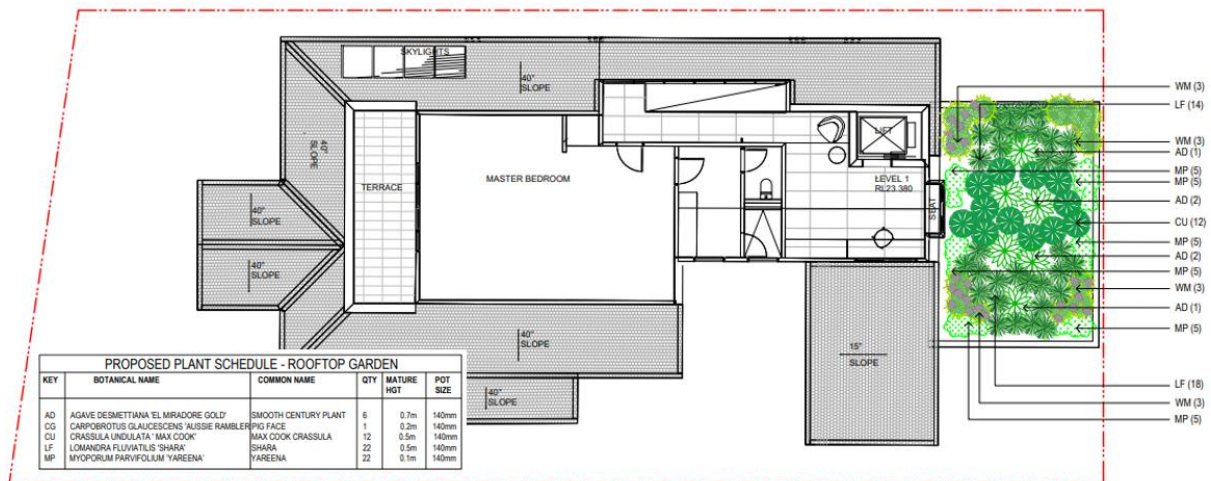 SKYLIGHTS
40°
SLOPE
40°
SLOPE
LIFT
WM (3)
LF (14)
WM (3)
AD (1)
MP (5)
MP (5)
AD (2)
CU (12)
MP (5)
AD (2)
MP (5)
WM (3)
AD (1)
MP (5)
LF (18)
WM (3)
MP (5)
TERRACE
MASTER BEDROOM
LEVEL 1
RL23.380
SEAT
40°
SLOPE
40°
SLOPE
40°
SLOPE
15°
SLOPE
40°
SLOPE
PROPOSED PLANT SCHEDULE - ROOFTOP GARDEN
KEY BOTANICAL NAME COMMON NAME QTY MATURE HGT POT SIZE
AD AGAVE DESMETTIANA 'EL MIRADORE GOLD' SMOOTH CENTURY PLANT 6 0.7m 140mm
CG CARPOBROTUS GLAUCESCENS 'AUSSIE RAMBLER PIG FACE 1 0.2m 140mm
CU CRASSULA UNDULATA ' MAX COOK' MAX COOK CRASSULA 12 0.5m 140mm
LF LOMANDRA FLUVIATILIS 'SHARA' SHARA 22 0.5m 140mm
MP MYOPORUM PARVIFOLIUM 'YAREENA' YAREENA 22 0.1m 140mm